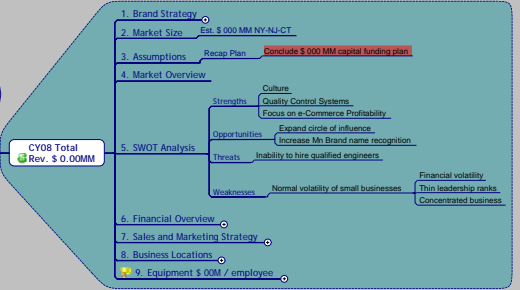 1. Brand Strategy
2. Market Size
Est. $ 000 MM NY-NJ-CT
3. Assumptions
Recap Plan
Conclude $ 000 MM capital funding plan
4. Market Overview
CY08 Total
Rev. $ 0.00MM
5. SWOT Analysis
Strengths
Culture
Quality Control Systems
Focus on e-Commerce Profitability
Opportunities
Expand circle of influence
Increase Mn Brand name recognition
Threats
Inability to hire qualified engineers
Weaknesses
Normal volatility of small businesses
Financial volatility
Thin leadership ranks
Concentrated business
6. Financial Overview
7. Sales and Marketing Strategy
8. Business Locations
9. Equipment $ 00M / employee